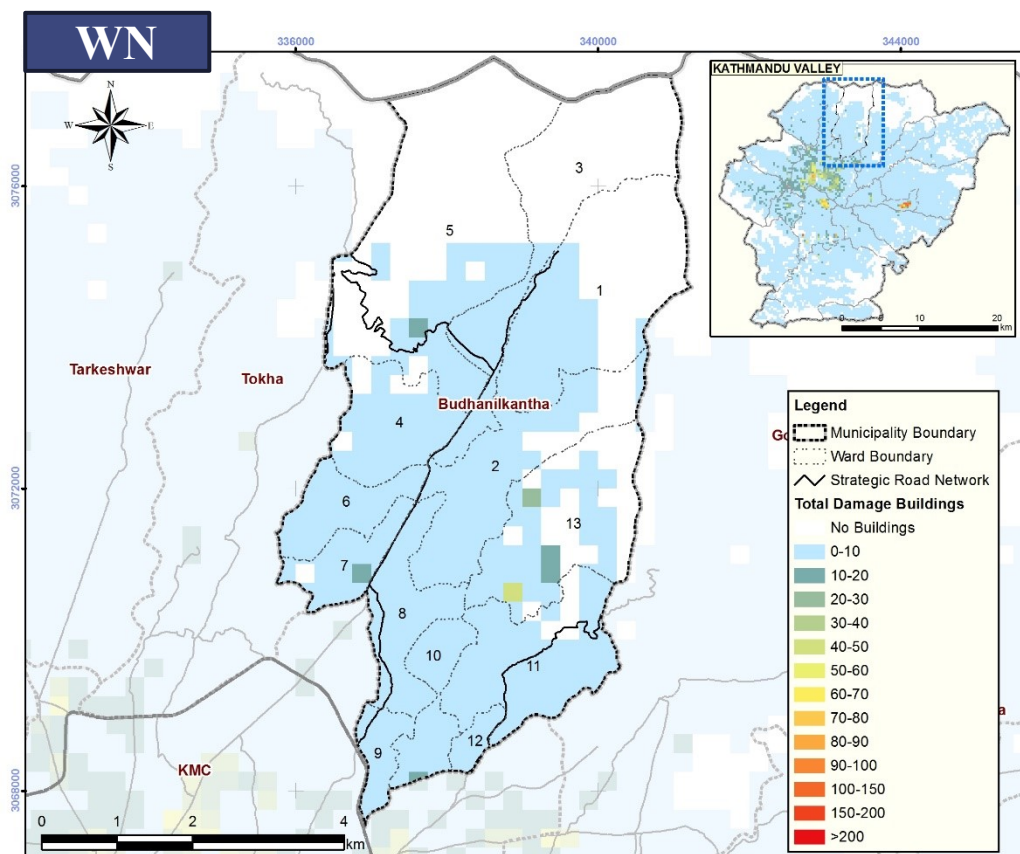 WN
336000
340000
344000
KATHMANDU VALLEY
N
W
E
S
0
10
20
km
3076000
3
5
1
Tarkeshwar
Tokha
Budhanilkantha
4
2
Legend
Municipality Boundary
Ward Boundary
Strategic Road Network
Total Damage Buildings
No Buildings
0-10
10-20
20-30
30-40
40-50
50-60
60-70
70-80
80-90
90-100
100-150
150-200
>200
3072000
6
13
7
8
10
11
12
9
KMC
3068000
0
1
2
4
km